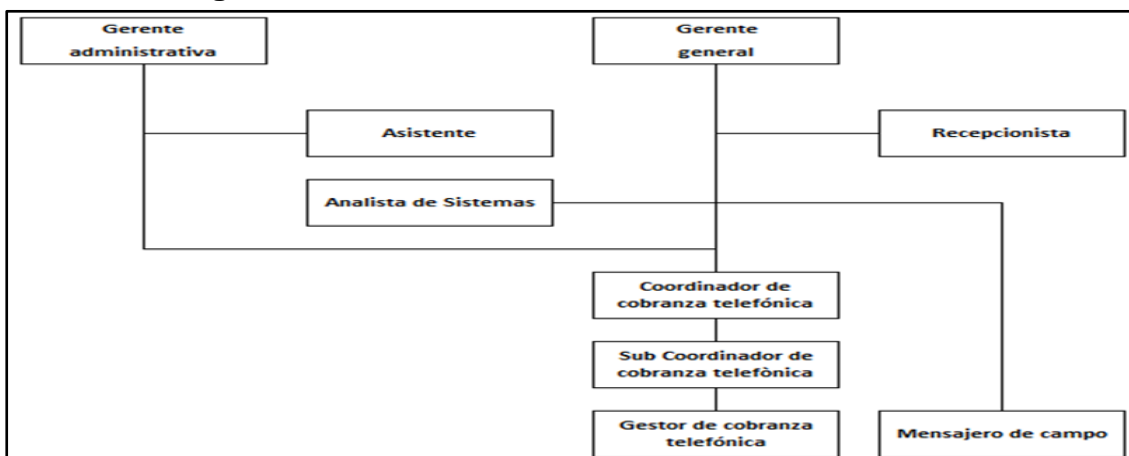 Gerente
administrativa
Gerente
general
Asistente
Recepcionista
Analista de Sistemas
Coordinador de
cobranza telefónica
Sub Coordinador de
cobranza telefònica
Gestor de cobranza
telefónica
Mensajero de campo